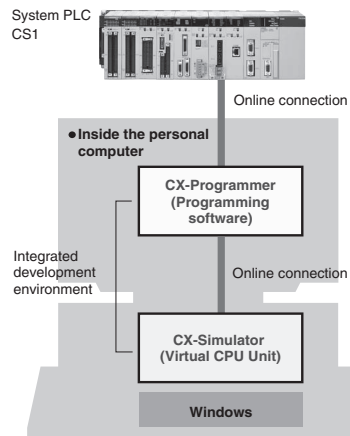 System PLC
CS1
Online connection
●Inside the personal
computer
CX-Programmer
(Programming
software)
Integrated
development
environment
Online connection
CX-Simulator
(Virtual CPU Unit)
Windows